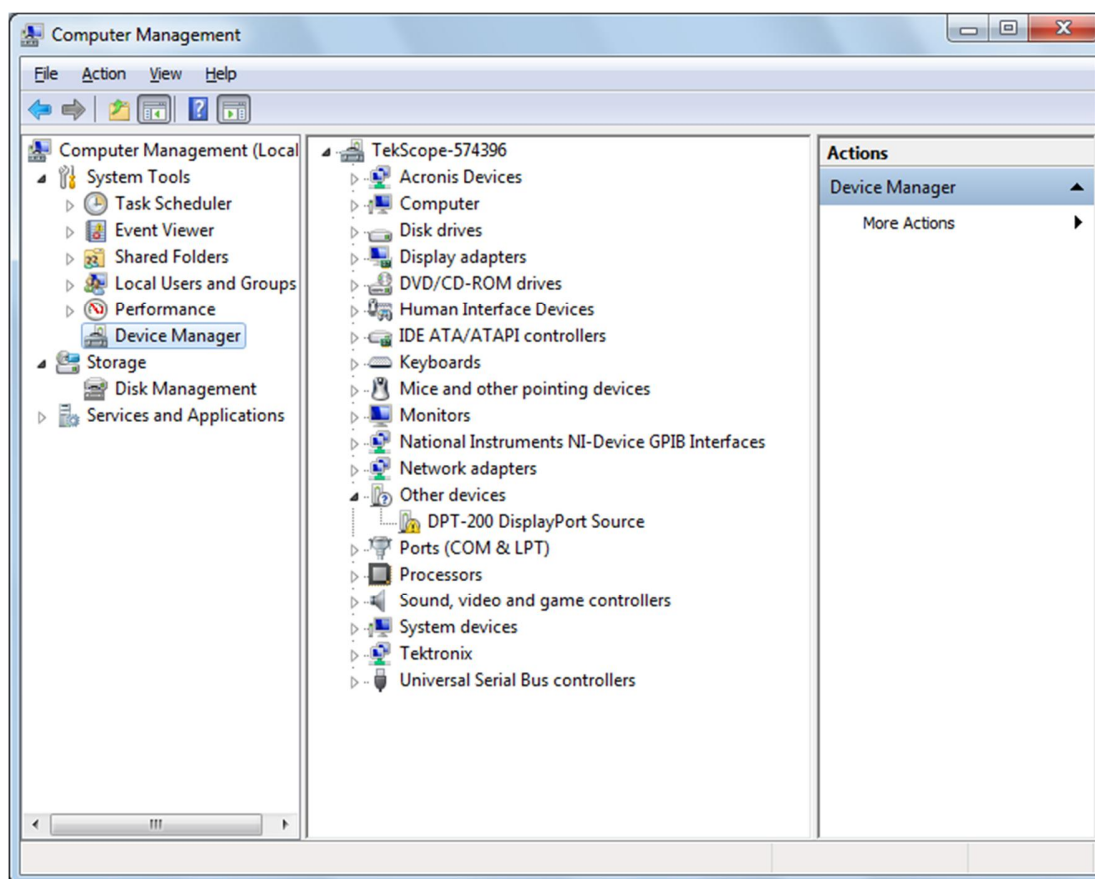 Computer Management
File Action View Help
Computer Management (Local
System Tools
Task Scheduler
Event Viewer
Shared Folders
Local Users and Groups
Performance
Device Manager
Storage
Disk Management
Services and Applications
TekScope-574396
Acronis Devices
Computer
Disk drives
Display adapters
DVD/CD-ROM drives
Human Interface Devices
IDE ATA/ATAPI controllers
Keyboards
Mice and other pointing devices
Monitors
National Instruments NI-Device GPIB Interfaces
Network adapters
Other devices
DPT-200 DisplayPort Source
Ports (COM & LPT)
Processors
Sound, video and game controllers
System devices
Tektronix
Universal Serial Bus controllers
Actions
Device Manager
More Actions